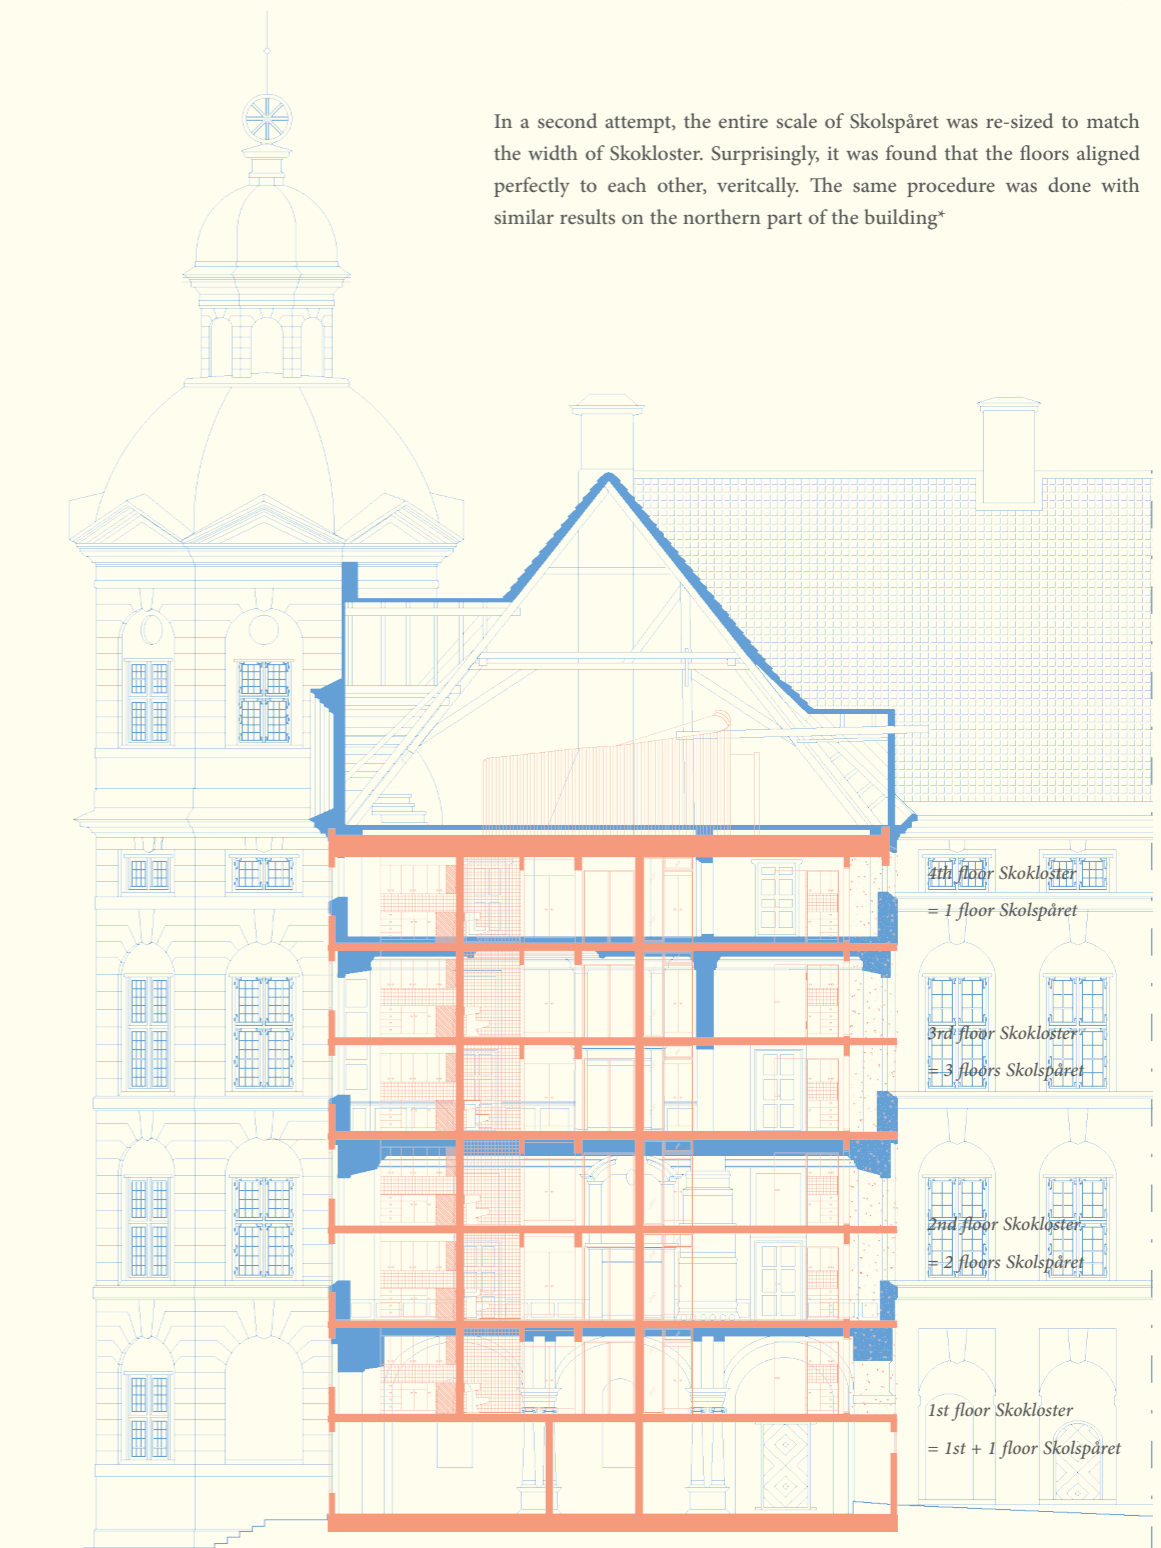 In a second attempt, the entire scale of Skolspåret was re-sized to match
the width of Skokloster. Surprisingly, it was found that the floors aligned
perfectly to each other, veritcally. The same procedure was done with
similar results on the northern part of the building*
4th floor Skokloster
= 1 floor Skolspåret
3rd floor Skokloster
= 3 floors Skolspåret
2nd floor Skokloster
= 2 floors Skolspåret
1st floor Skokloster
= 1st + 1 floor Skolspåret